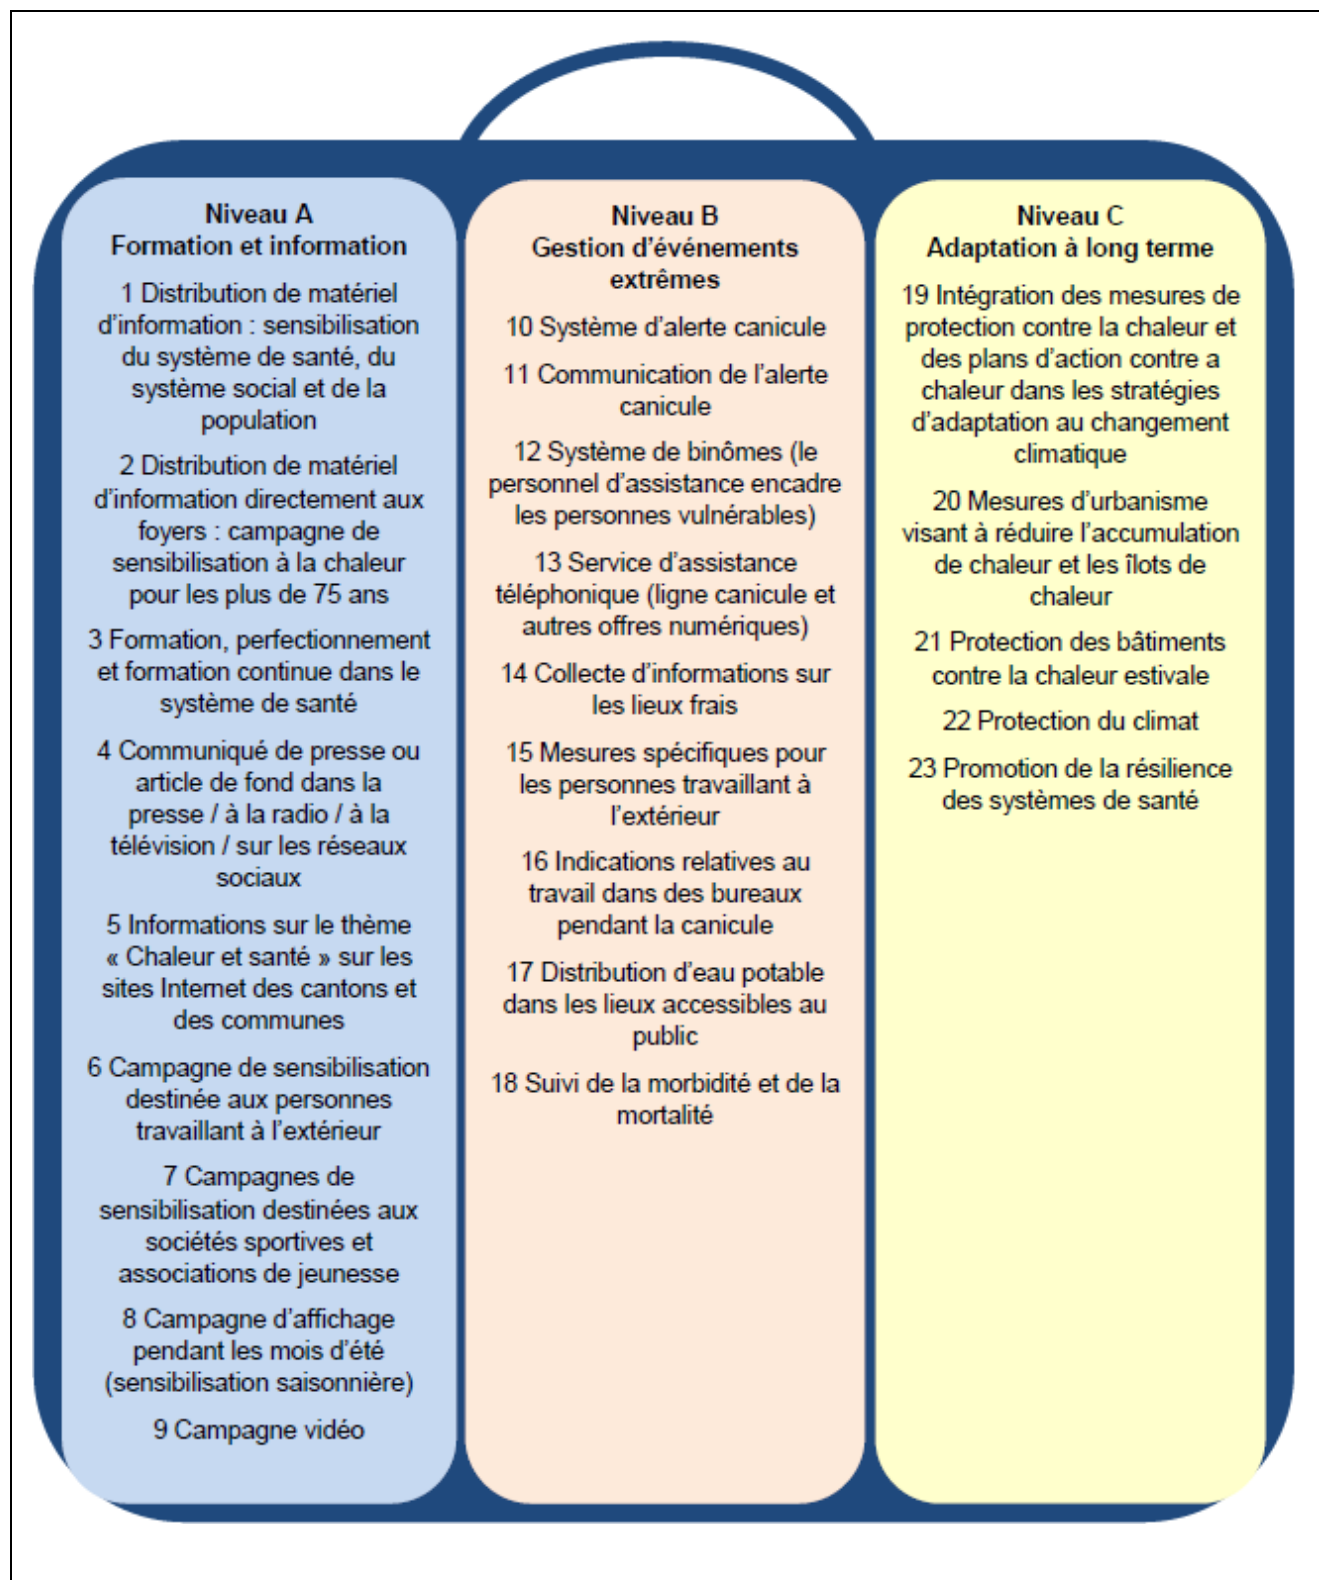 Niveau A
Formation et information
1 Distribution de matériel
d'information : sensibilisation
du système de santé, du
système social et de la
population
2 Distribution de matériel
d'information directement aux
foyers : campagne de
sensibilisation à la chaleur
pour les plus de 75 ans
3 Formation, perfectionnement
et formation continue dans le
système de santé
4 Communiqué de presse ou
article de fond dans la
presse / à la radio / à la
télévision / sur les réseaux
sociaux
5 Informations sur le thème
« Chaleur et santé » sur les
sites Internet des cantons et
des communes
6 Campagne de sensibilisation
destinée aux personnes
travaillant à l'extérieur
7 Campagnes de
sensibilisation destinées aux
sociétés sportives et
associations de jeunesse
8 Campagne d'affichage
pendant les mois d'été
(sensibilisation saisonnière)
9 Campagne vidéo
Niveau B
Gestion d'événements
extrêmes
10 Système d'alerte canicule
11 Communication de l'alerte
canicule
12 Système de binômes (le
personnel d'assistance encadre
les personnes vulnérables)
13 Service d'assistance
téléphonique (ligne canicule et
autres offres numériques)
14 Collecte d'informations sur
les lieux frais
15 Mesures spécifiques pour
les personnes travaillant à
l'extérieur
16 Indications relatives au
travail dans des bureaux
pendant la canicule
17 Distribution d'eau potable
dans les lieux accessibles au
public
18 Suivi de la morbidité et de la
mortalité
Niveau C
Adaptation à long terme
19 Intégration des mesures de
protection contre la chaleur et
des plans d'action contre a
chaleur dans les stratégies
d'adaptation au changement
climatique
20 Mesures d'urbanisme
visant à réduire l'accumulation
de chaleur et les îlots de
chaleur
21 Protection des bâtiments
contre la chaleur estivale
22 Protection du climat
23 Promotion de la résilience
des systèmes de santé